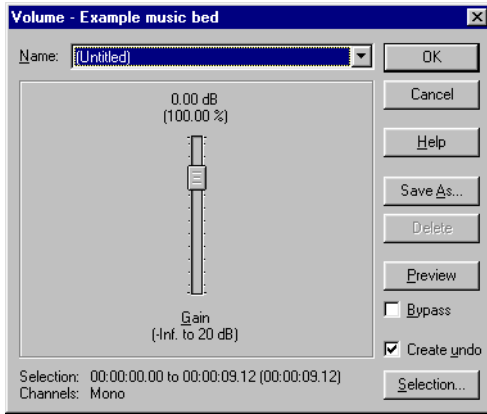 Volume - Example music bed
Name: (Untitled)
OK
Cancel
Help
Save As...
Delete
Preview
Bypass
Create undo
Selection...
0.00 dB
(100.00 %)
Gain
(-Inf. to 20 dB)
Selection: 00:00:00.00 to 00:00:09.12 (00:00:09.12)
Channels: Mono